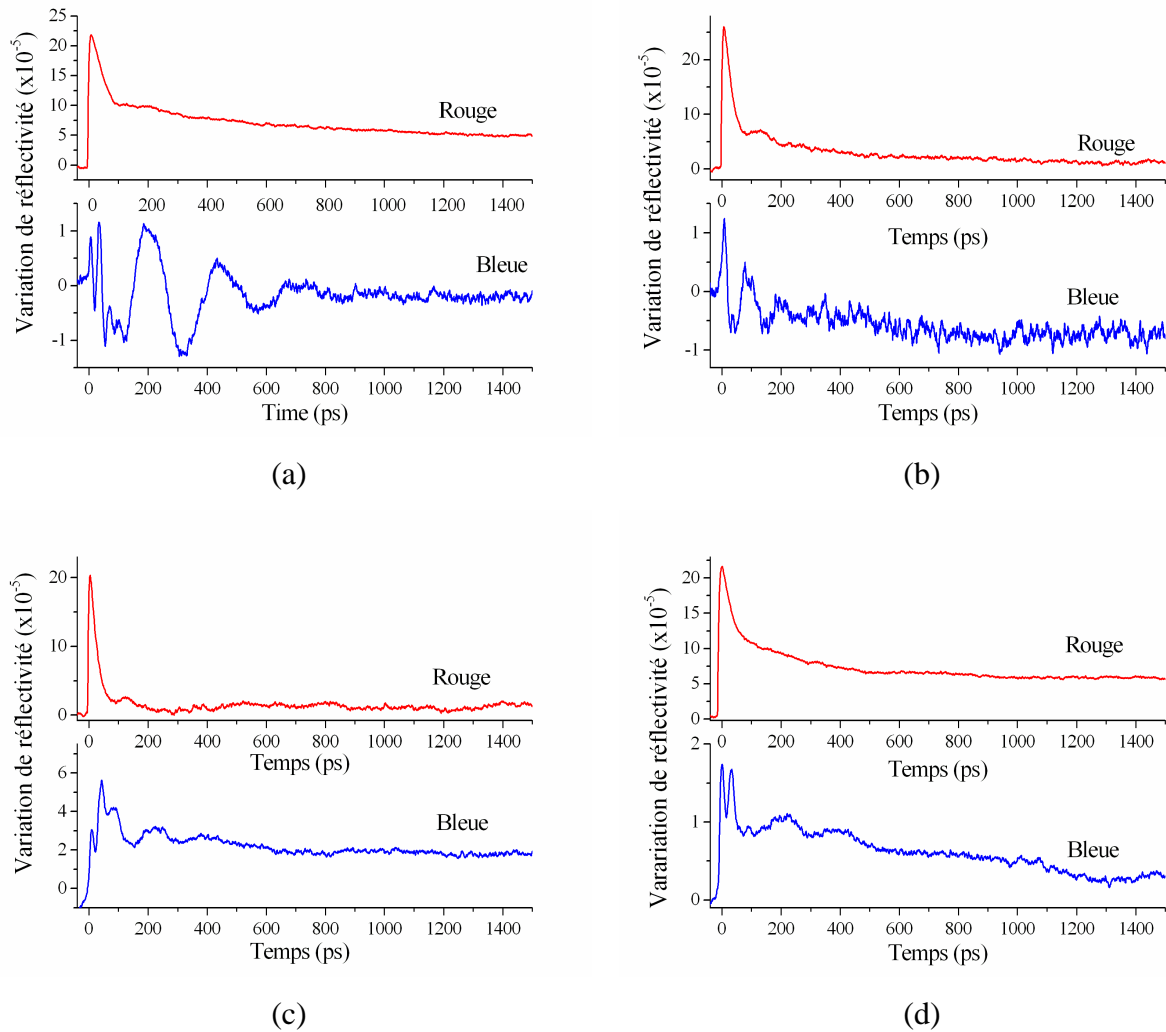 Variation de réflectivité (x10⁻⁵)
25
20
15
10
5
0
Rouge
0 200 400 600 800 1000 1200 1400
1
0
-1
Bleue
0 200 400 600 800 1000 1200 1400
Time (ps)
(a)
Variation de réflectivité (x10⁻⁵)
20
10
0
Rouge
0 200 400 600 800 1000 1200 1400
Temps (ps)
1
0
-1
Bleue
0 200 400 600 800 1000 1200 1400
Temps (ps)
(b)
Variation de réflectivité (x10⁻⁵)
20
10
0
Rouge
0 200 400 600 800 1000 1200 1400
Temps (ps)
6
4
2
0
Bleue
0 200 400 600 800 1000 1200 1400
Temps (ps)
(c)
Varariation de réflectivité (x10⁻⁵)
20
15
10
5
0
Rouge
0 200 400 600 800 1000 1200 1400
Temps (ps)
2
1
0
Bleue
0 200 400 600 800 1000 1200 1400
Temps (ps)
(d)